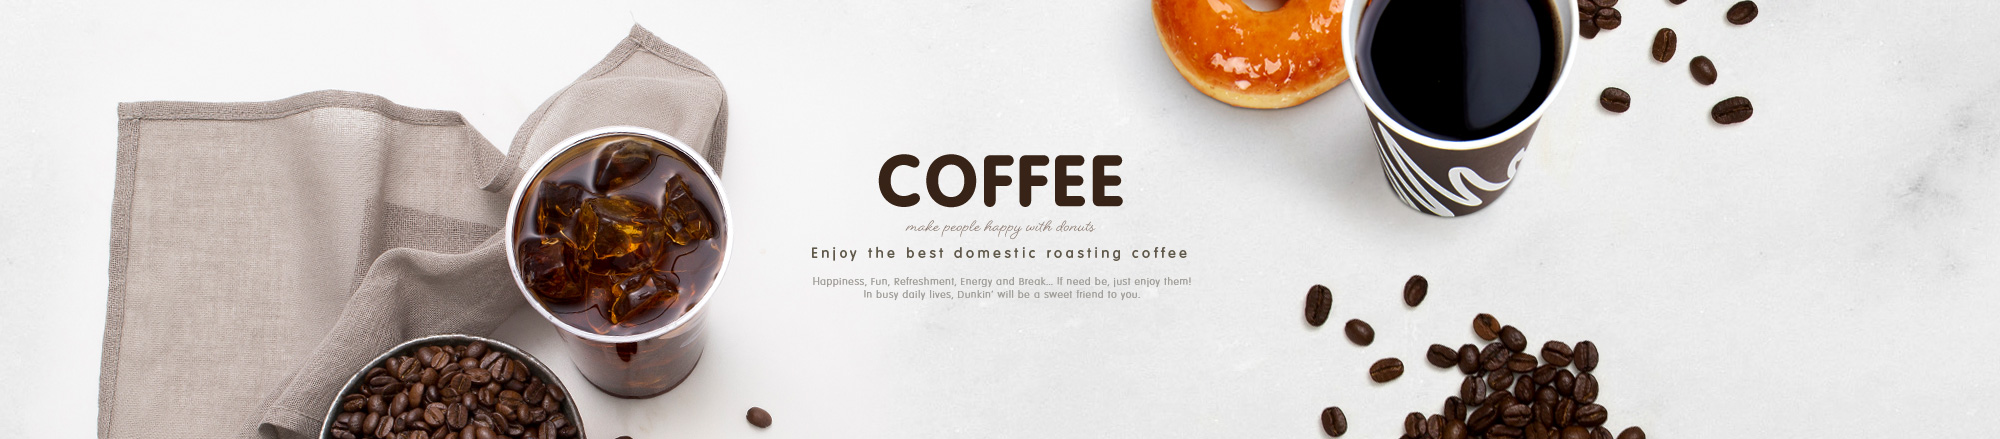 COFFEE
make people happy with donuts
Enjoy the best domestic roasting coffee
Happiness, Fun, Refreshment, Energy and Break... If need be, just enjoy them!
In busy daily lives, Dunkin' will be a sweet friend to you.